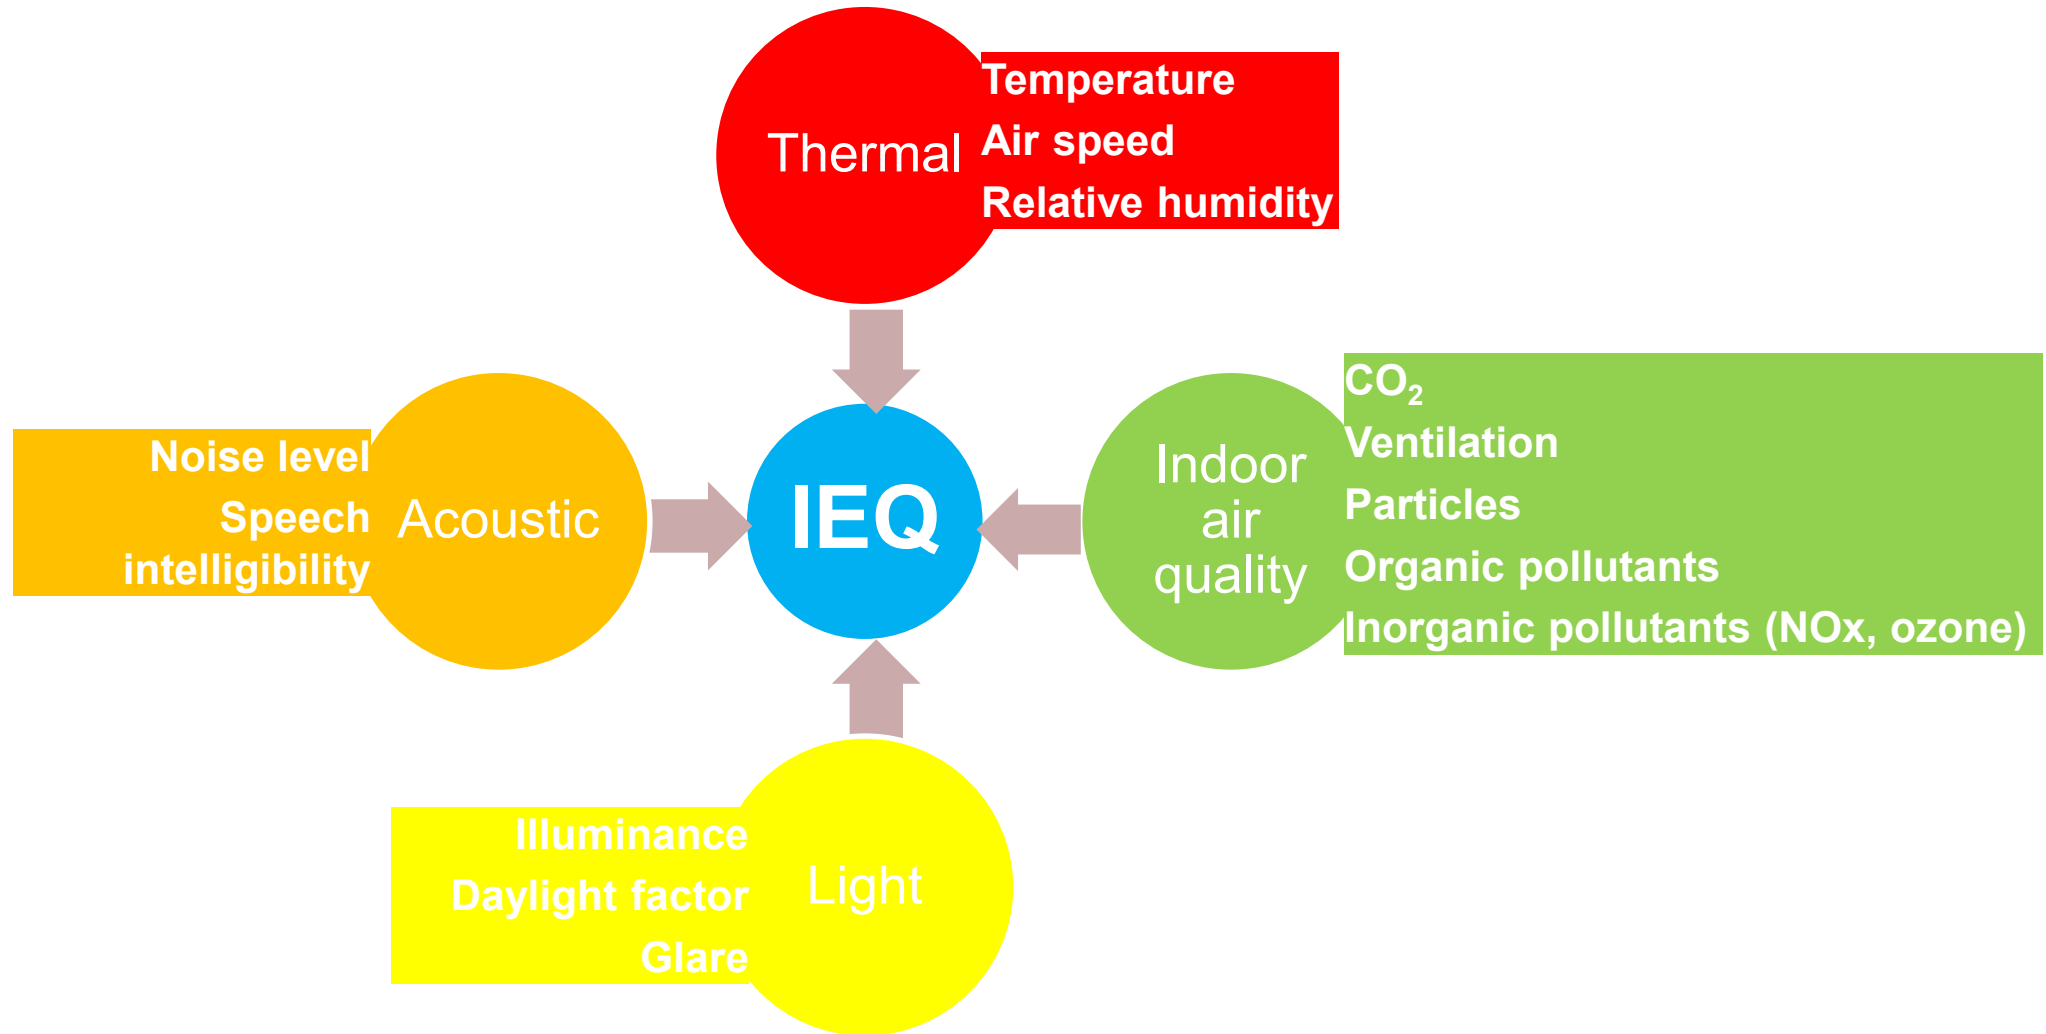 Thermal
Temperature
Air speed
Relative humidity
Noise level
Speech
intelligibility
Acoustic
IEQ
Indoor
air
quality
CO₂
Ventilation
Particles
Organic pollutants
Inorganic pollutants (NOx, ozone)
Illuminance
Daylight factor
Glare
Light